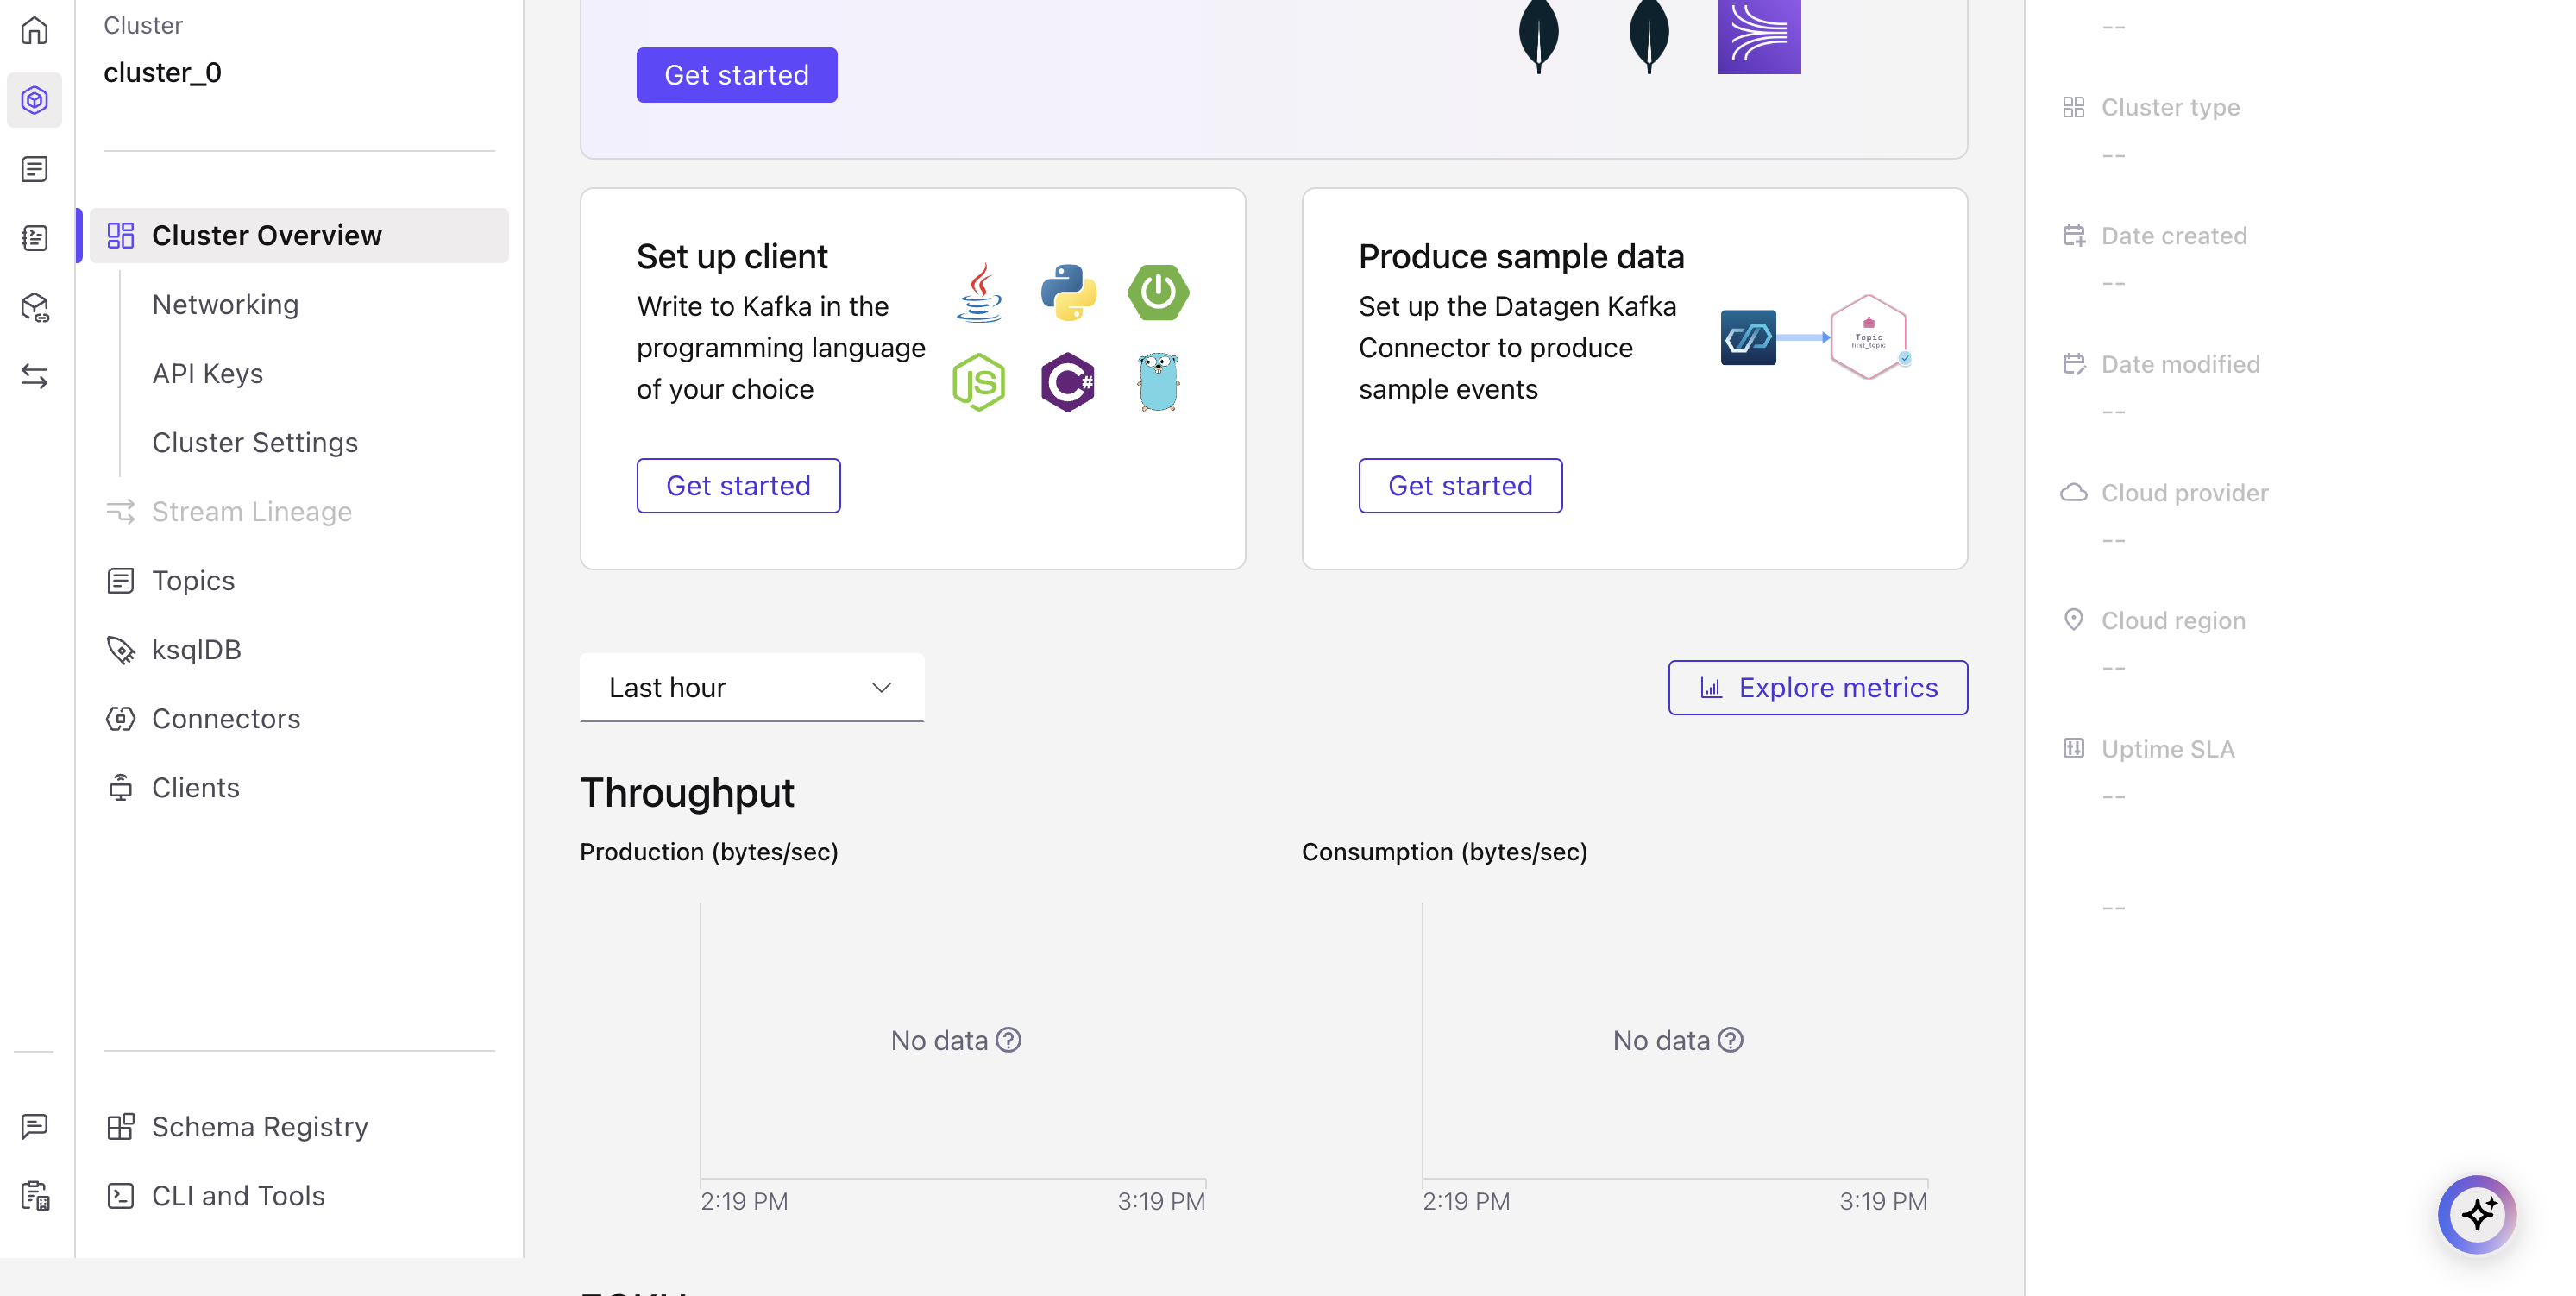 Cluster
cluster_0
Cluster Overview
Networking
API Keys
Cluster Settings
Stream Lineage
Topics
ksqlDB
Connectors
Clients
Schema Registry
CLI and Tools
Get started
Set up client
Write to Kafka in the
programming language
of your choice
JS
C#
Get started
Produce sample data
Set up the Datagen Kafka
Connector to produce
sample events
Topic
first_topic
Get started
Last hour
Explore metrics
Throughput
Production (bytes/sec)
No data
2:19 PM
3:19 PM
Consumption (bytes/sec)
No data
2:19 PM
3:19 PM
--
Cluster type
--
Date created
--
Date modified
--
Cloud provider
--
Cloud region
--
Uptime SLA
--
--